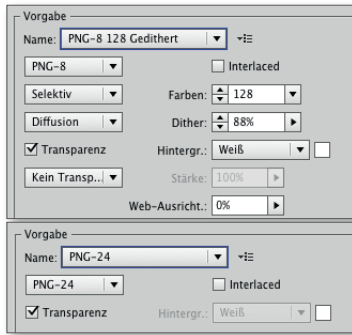 Vorgabe
Name: PNG-8 128 Gedithert
PNG-8 Interlaced
Selektiv Farben: 128
Diffusion Dither: 88%
Transparenz Hintergr.: Weiß
Kein Transp... Stärke: 100%
Web-Ausricht.: 0%
Vorgabe
Name: PNG-24
PNG-24 Interlaced
Transparenz Hintergr.: Weiß